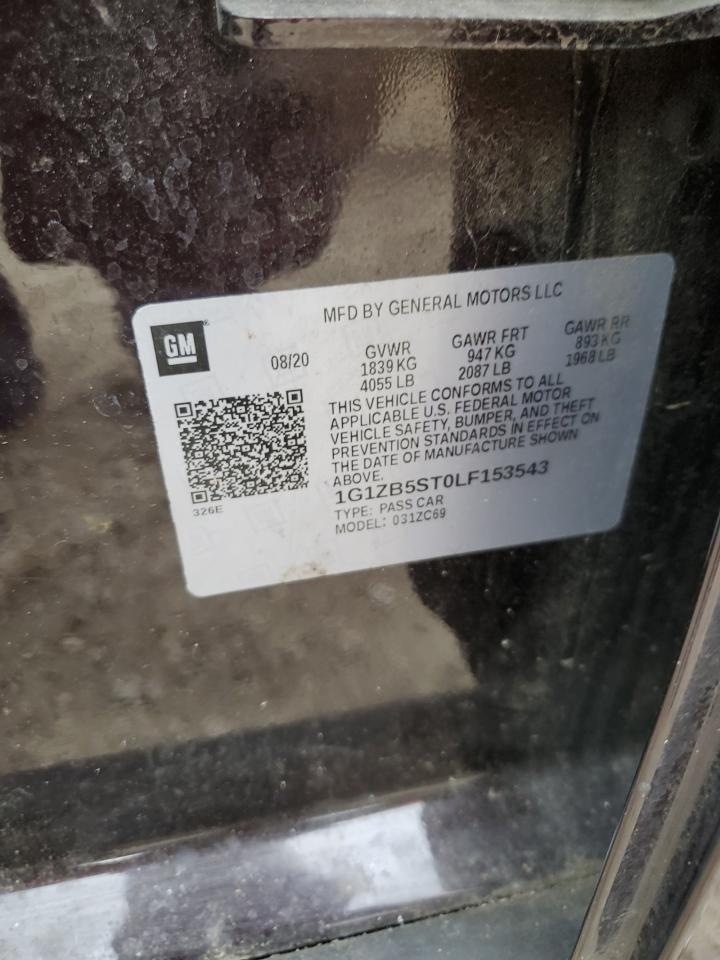 MFD BY GENERAL MOTORS LLC
GM®
08/20
GVWR
1839 KG
4055 LB
GAWR FRT
947 KG
2087 LB
GAWR RR
893 KG
1968 LB
THIS VEHICLE CONFORMS TO ALL
APPLICABLE U.S. FEDERAL MOTOR
VEHICLE SAFETY, BUMPER, AND THEFT
PREVENTION STANDARDS IN EFFECT ON
THE DATE OF MANUFACTURE SHOWN
ABOVE.
1G1ZB5ST0LF153543
TYPE: PASS CAR
MODEL: 031ZC69
326E